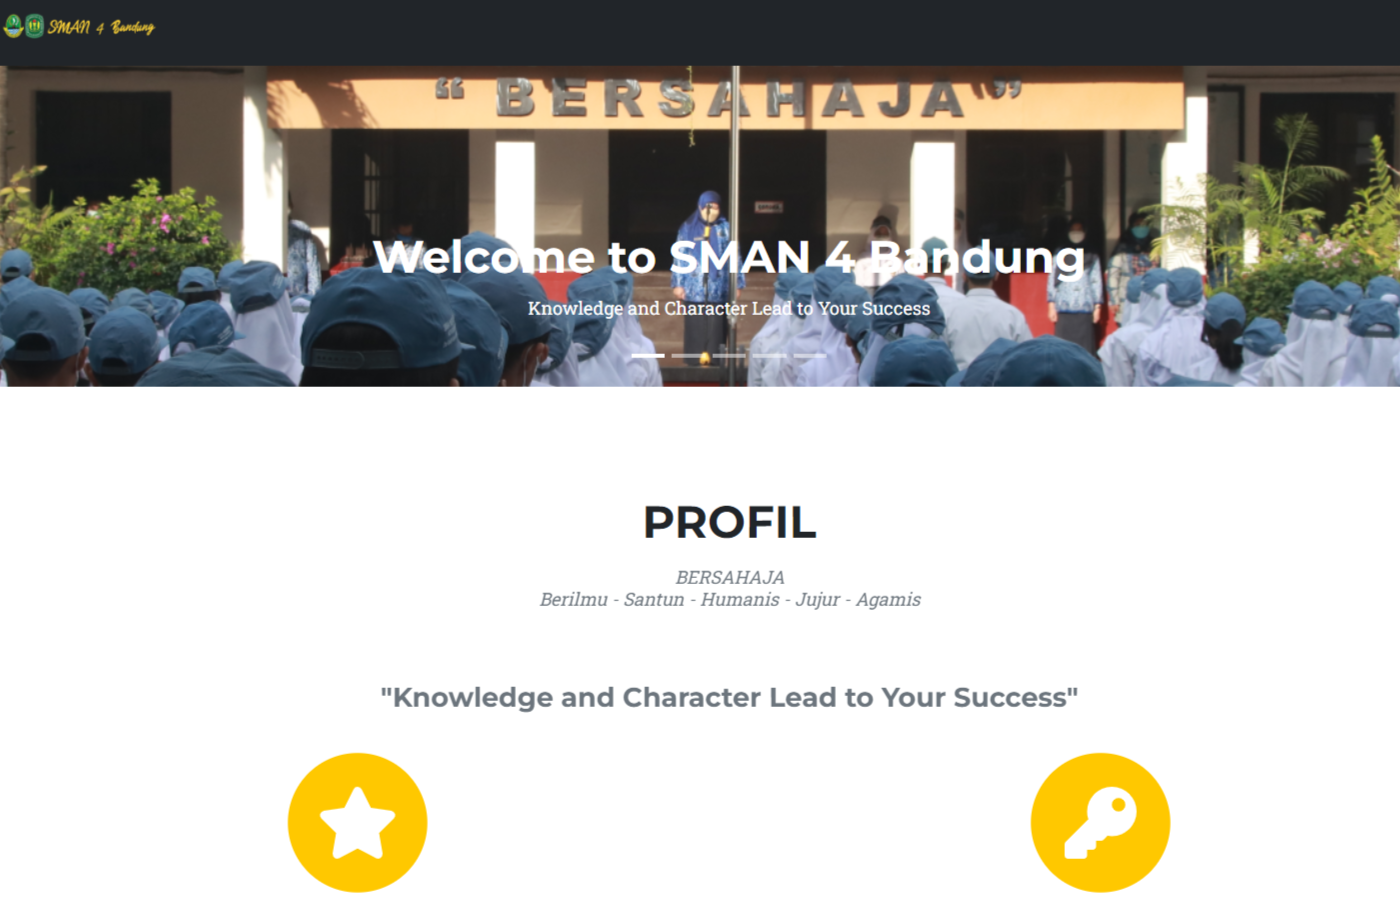 SMAN 4 Bandung
“ BERSAHAJA ”
Welcome to SMAN 4 Bandung
Knowledge and Character Lead to Your Success
PROFIL
BERSAHAJA
Berilmu - Santun - Humanis - Jujur - Agamis
"Knowledge and Character Lead to Your Success"